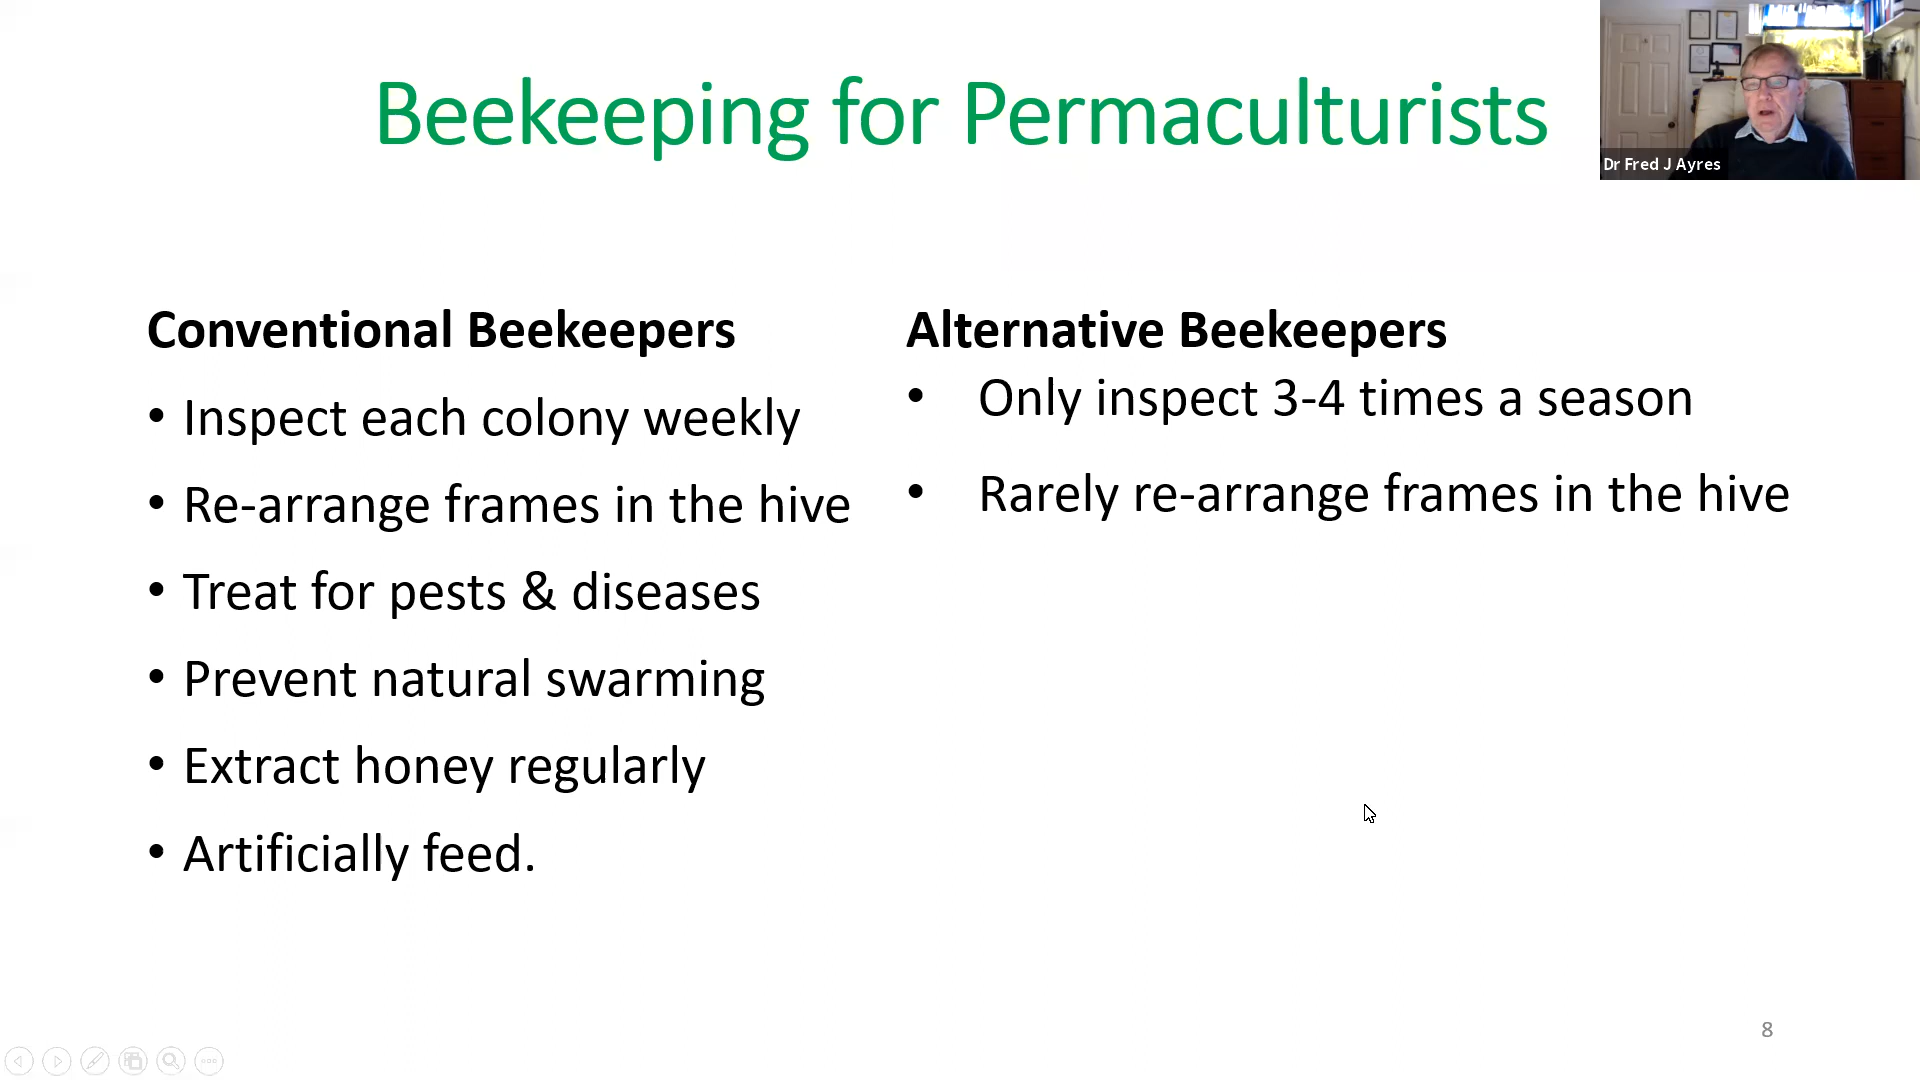 Beekeeping for Permaculturists
Dr Fred J Ayres
Conventional Beekeepers
• Inspect each colony weekly
• Re-arrange frames in the hive
• Treat for pests & diseases
• Prevent natural swarming
• Extract honey regularly
• Artificially feed.
Alternative Beekeepers
• Only inspect 3-4 times a season
• Rarely re-arrange frames in the hive
8